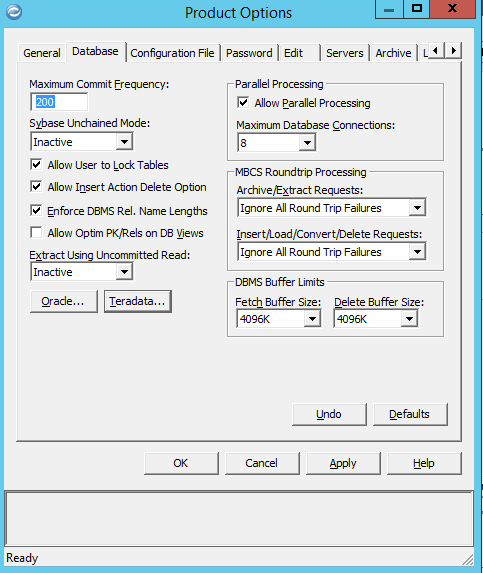 Product Options
General Database Configuration File Password Edit Servers Archive
Maximum Commit Frequency:
200
Sybase Unchained Mode:
Inactive
Allow User to Lock Tables
Allow Insert Action Delete Option
Enforce DBMS Rel. Name Lengths
Allow Optim PK/Rels on DB Views
Extract Using Uncommitted Read:
Inactive
Oracle... Teradata...
Parallel Processing
Allow Parallel Processing
Maximum Database Connections:
8
MBCS Roundtrip Processing
Archive/Extract Requests:
Ignore All Round Trip Failures
Insert/Load/Convert/Delete Requests:
Ignore All Round Trip Failures
DBMS Buffer Limits
Fetch Buffer Size: Delete Buffer Size:
4096K 4096K
Undo Defaults
OK Cancel Apply Help
Ready